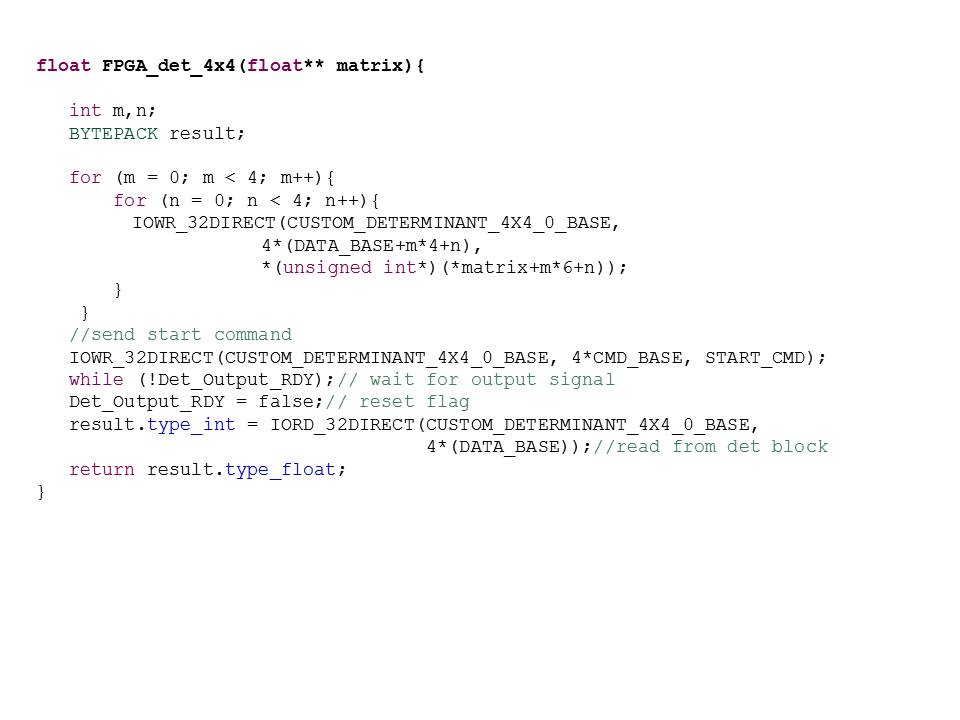 float FPGA_det_4x4(float** matrix){
int m,n;
BYTEPACK result;
for (m = 0; m < 4; m++){
for (n = 0; n < 4; n++){
IOWR_32DIRECT(CUSTOM_DETERMINANT_4X4_0_BASE,
4*(DATA_BASE+m*4+n),
*(unsigned int*)(*matrix+m*6+n));
}
}
//send start command
IOWR_32DIRECT(CUSTOM_DETERMINANT_4X4_0_BASE, 4*CMD_BASE, START_CMD);
while (!Det_Output_RDY);// wait for output signal
Det_Output_RDY = false;// reset flag
result.type_int = IORD_32DIRECT(CUSTOM_DETERMINANT_4X4_0_BASE,
4*(DATA_BASE));//read from det block
return result.type_float;
}